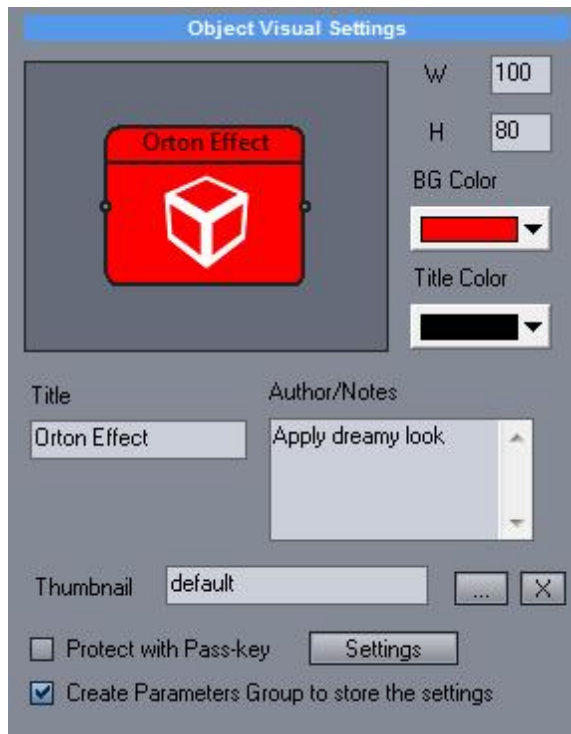 Object Visual Settings
Orton Effect
W 100
H 80
BG Color
Title Color
Title
Orton Effect
Author/Notes
Apply dreamy look
Thumbnail default ... X
Protect with Pass-key Settings
Create Parameters Group to store the settings